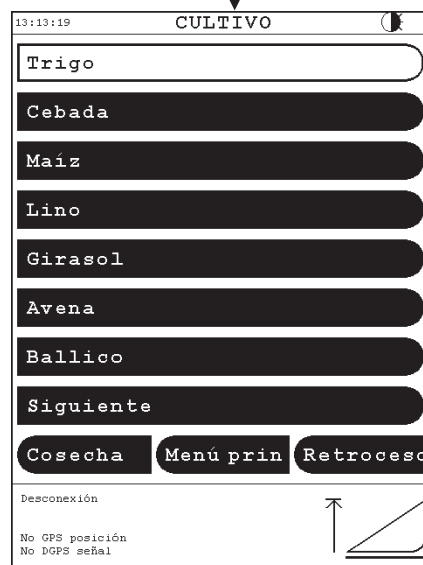 13:13:19 CULTIVO
Trigo
Cebada
Maíz
Lino
Girasol
Avena
Ballico
Siguiente
Cosecha Menú prin Retroceso
Desconexión
No GPS posición
No DGPS señal